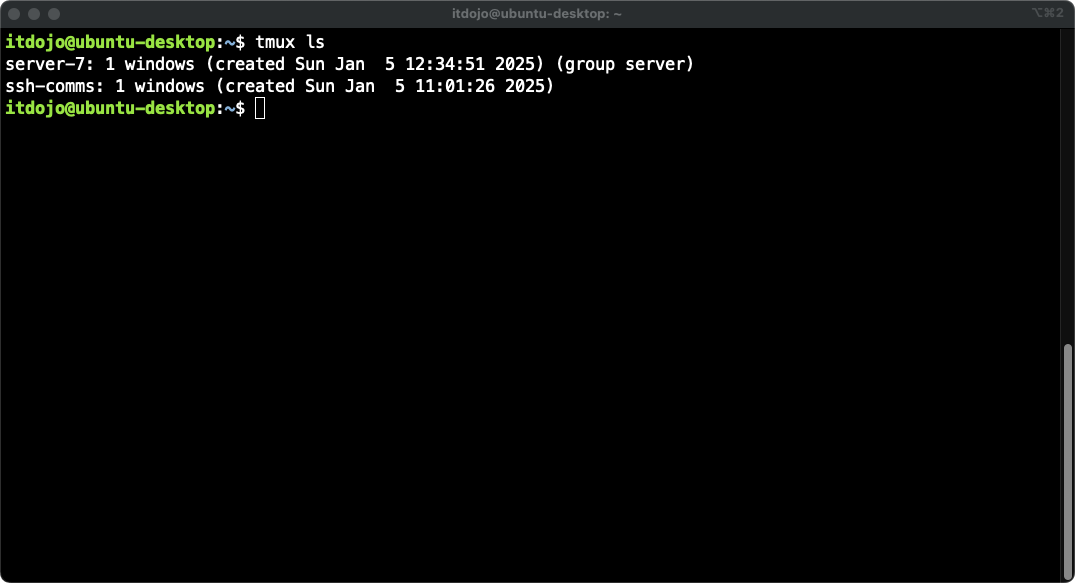 itdojo@ubuntu-desktop: ~
⌥⌘2
itdojo@ubuntu-desktop:~$ tmux ls
server-7: 1 windows (created Sun Jan  5 12:34:51 2025) (group server)
ssh-comms: 1 windows (created Sun Jan  5 11:01:26 2025)
itdojo@ubuntu-desktop:~$